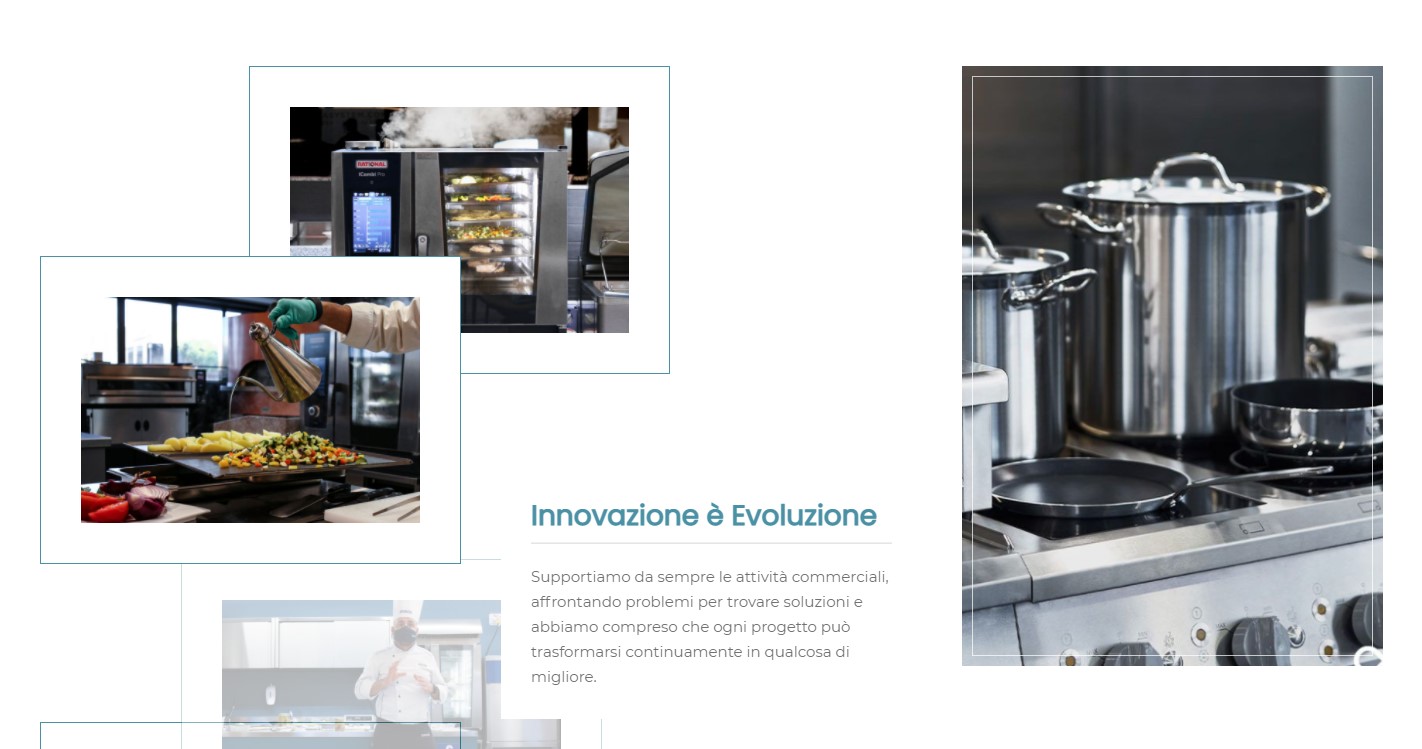 RATIONAL
iCombi Pro
Innovazione è Evoluzione
Supportiamo da sempre le attività commerciali,
affrontando problemi per trovare soluzioni e
abbiamo compreso che ogni progetto può
trasformarsi continuamente in qualcosa di
migliore.